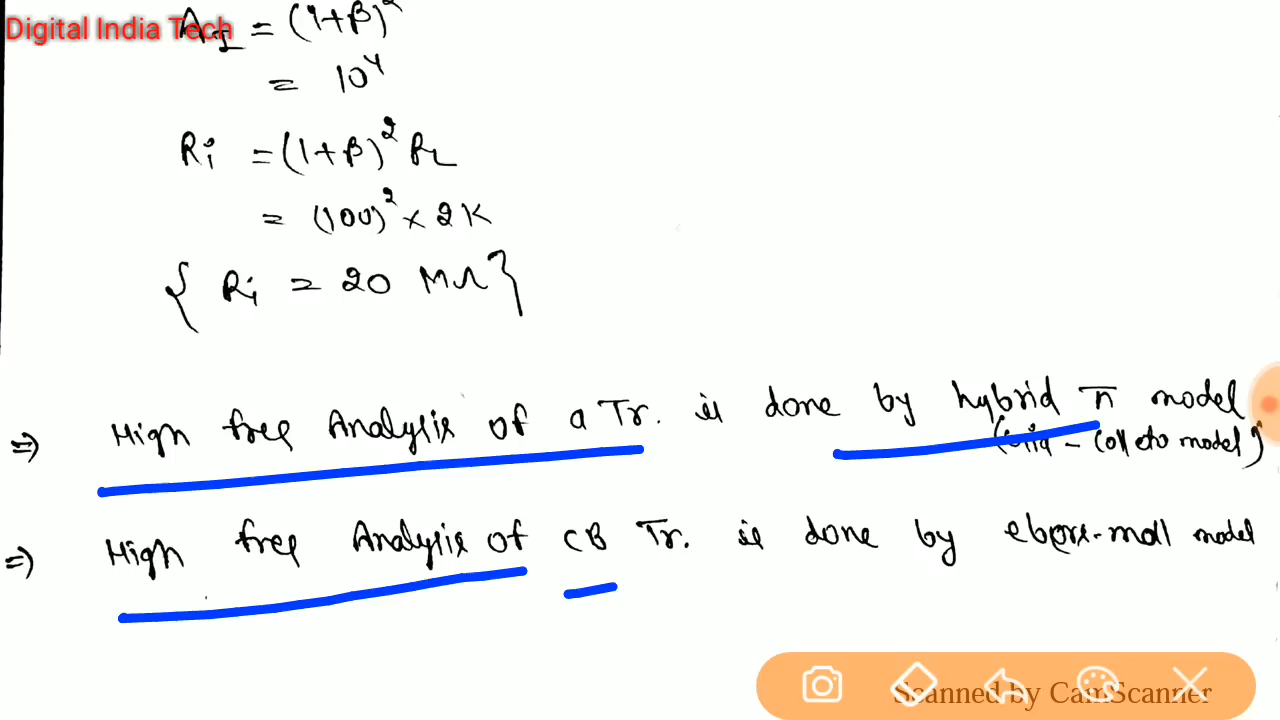 Digital India Tech
A_I = (1+β)²
= 10⁴
Ri = (1+β)² RL
= (100)² × 2K
{ Ri = 20 MΩ }
⇒ High freq Analysis of a Tr. is done by hybrid π model
model)
⇒ High freq Analysis of CB Tr. is done by ebers-moll model
Scanned by CamScanner